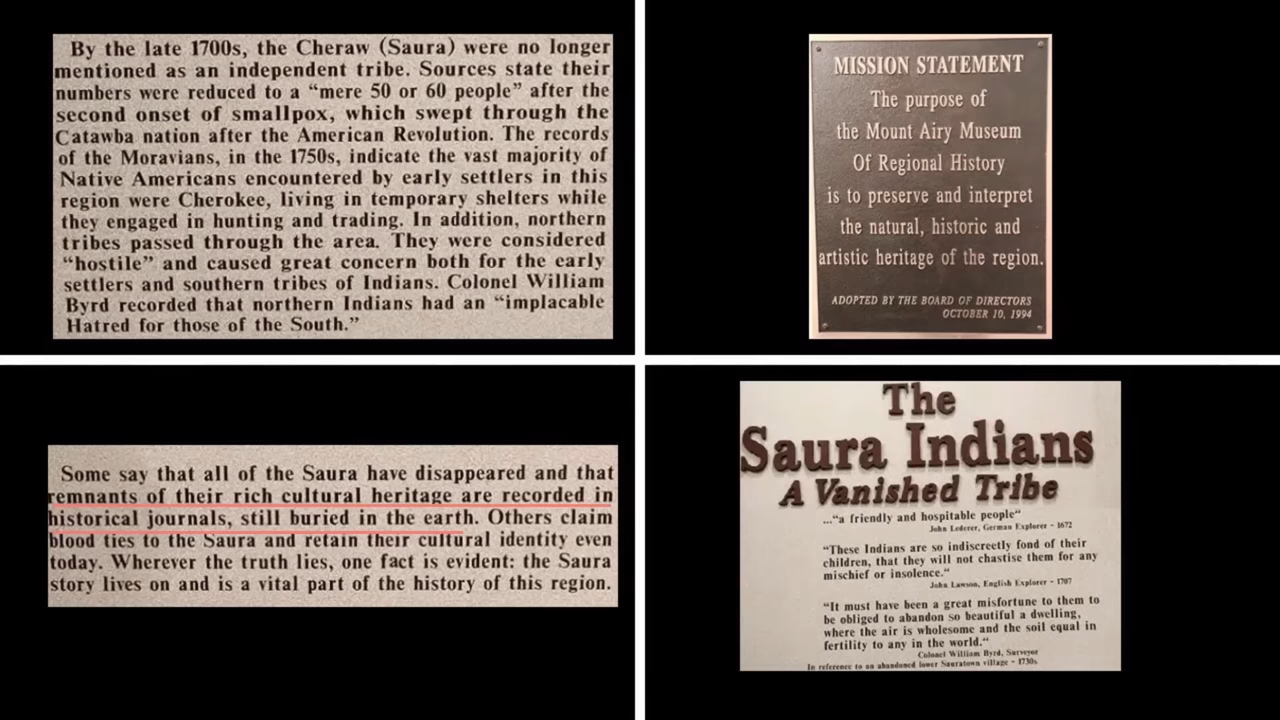 By the late 1700s, the Cheraw (Saura) were no longer
mentioned as an independent tribe. Sources state their
numbers were reduced to a “mere 50 or 60 people” after the
second onset of smallpox, which swept through the
Catawba nation after the American Revolution. The records
of the Moravians, in the 1750s, indicate the vast majority of
Native Americans encountered by early settlers in this
region were Cherokee, living in temporary shelters while
they engaged in hunting and trading. In addition, northern
tribes passed through the area. They were considered
“hostile” and caused great concern both for the early
settlers and southern tribes of Indians. Colonel William
Byrd recorded that northern Indians had an “implacable
Hatred for those of the South.”
MISSION STATEMENT
The purpose of
the Mount Airy Museum
Of Regional History
is to preserve and interpret
the natural, historic and
artistic heritage of the region.
ADOPTED BY THE BOARD OF DIRECTORS
OCTOBER 10, 1994
Some say that all of the Saura have disappeared and that
remnants of their rich cultural heritage are recorded in
historical journals, still buried in the earth. Others claim
blood ties to the Saura and retain their cultural identity even
today. Wherever the truth lies, one fact is evident: the Saura
story lives on and is a vital part of the history of this region.
The
Saura Indians
A Vanished Tribe
...“a friendly and hospitable people“
John Lederer, German Explorer - 1672
“These Indians are so indiscreetly fond of their
children, that they will not chastise them for any
mischief or insolence.“
John Lawson, English Explorer - 1707
“It must have been a great misfortune to them to
be obliged to abandon so beautiful a dwelling,
where the air is wholesome and the soil equal in
fertility to any in the world.“
Colonel William Byrd, Surveyor
In reference to an abandoned lower Sauratown village - 1730s